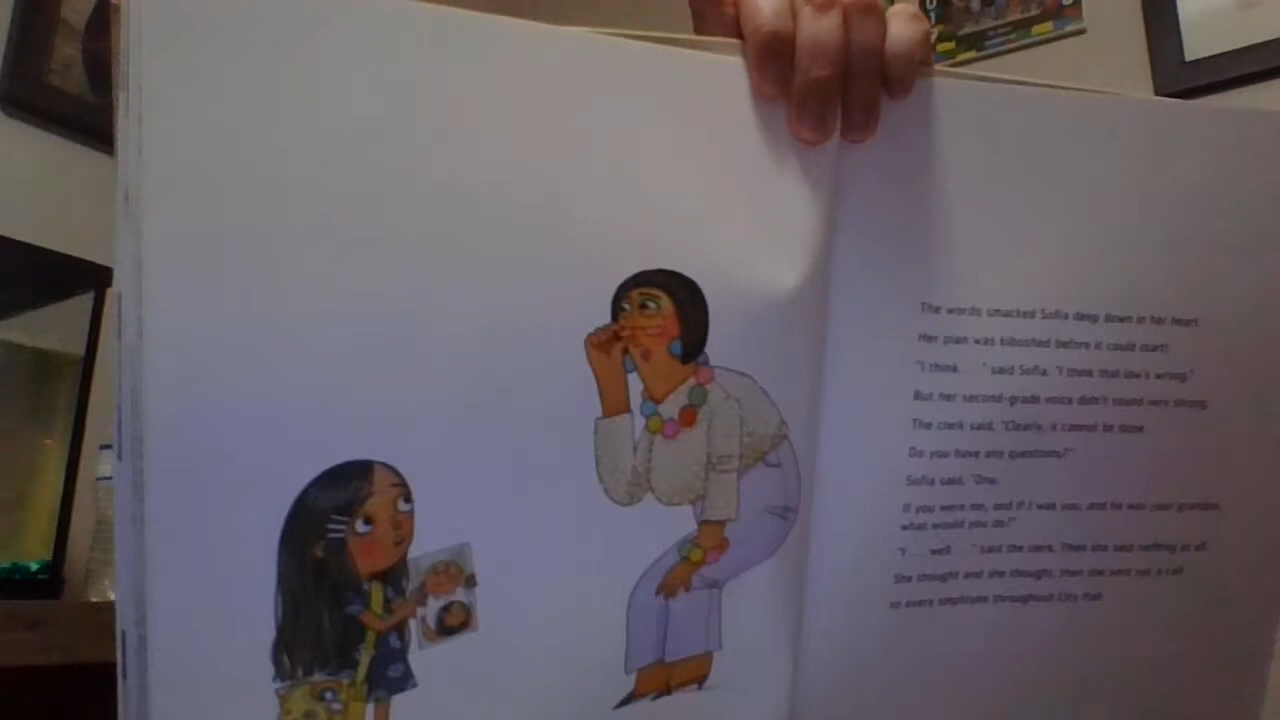 The words smacked Sofia deep down in her heart.
Her plan was kiboshed before it could start!
"I think . . . " said Sofia, "I think that law's wrong."
But her second-grade voice didn't sound very strong.
The clerk said, "Clearly, it cannot be done.
Do you have any questions?"
Sofia said, "One.
If you were me, and if I was you, and he was your grandpa,
what would you do?"
"I . . . well . . . " said the clerk. Then she said nothing at all.
She thought and she thought, then she sent out a call
to every employee throughout City Hall.